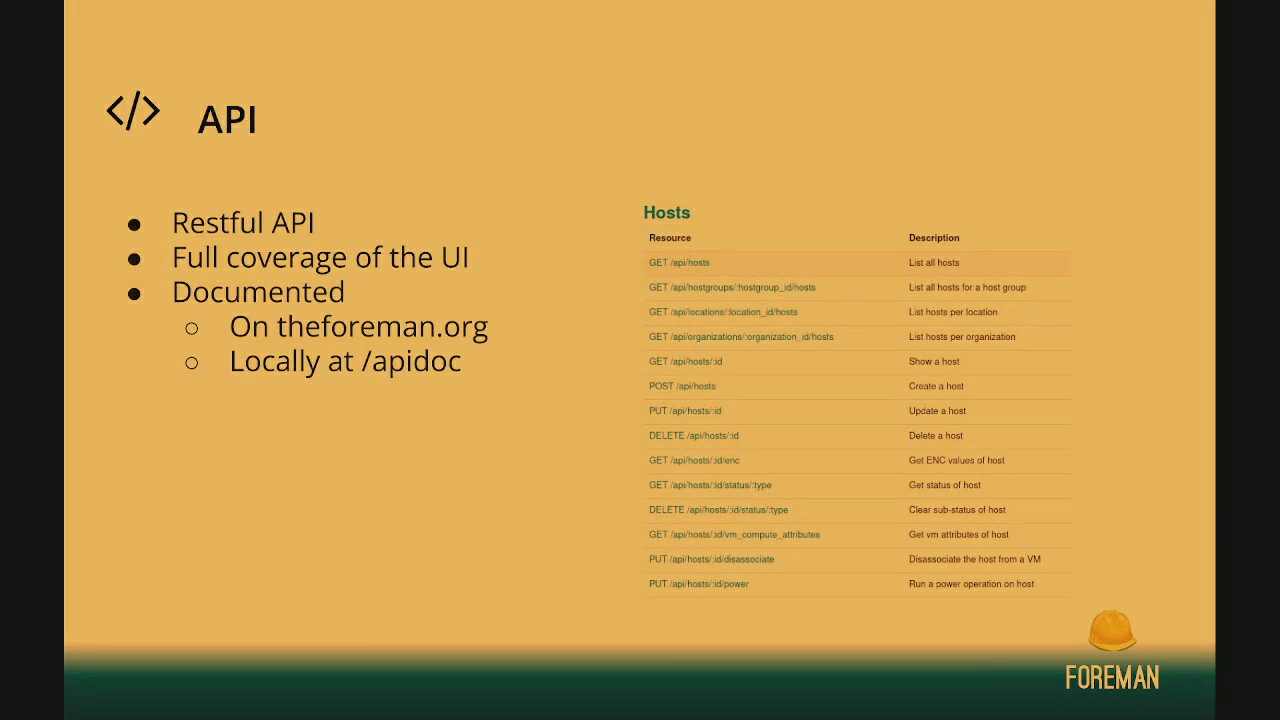 </> API
● Restful API
● Full coverage of the UI
● Documented
○ On theforeman.org
○ Locally at /apidoc
Hosts
Resource Description
GET /api/hosts List all hosts
GET /api/hostgroups/:hostgroup_id/hosts List all hosts for a host group
GET /api/locations/:location_id/hosts List hosts per location
GET /api/organizations/:organization_id/hosts List hosts per organization
GET /api/hosts/:id Show a host
POST /api/hosts Create a host
PUT /api/hosts/:id Update a host
DELETE /api/hosts/:id Delete a host
GET /api/hosts/:id/enc Get ENC values of host
GET /api/hosts/:id/status/:type Get status of host
DELETE /api/hosts/:id/status/:type Clear sub-status of host
GET /api/hosts/:id/vm_compute_attributes Get vm attributes of host
PUT /api/hosts/:id/disassociate Disassociate the host from a VM
PUT /api/hosts/:id/power Run a power operation on host
FOREMAN